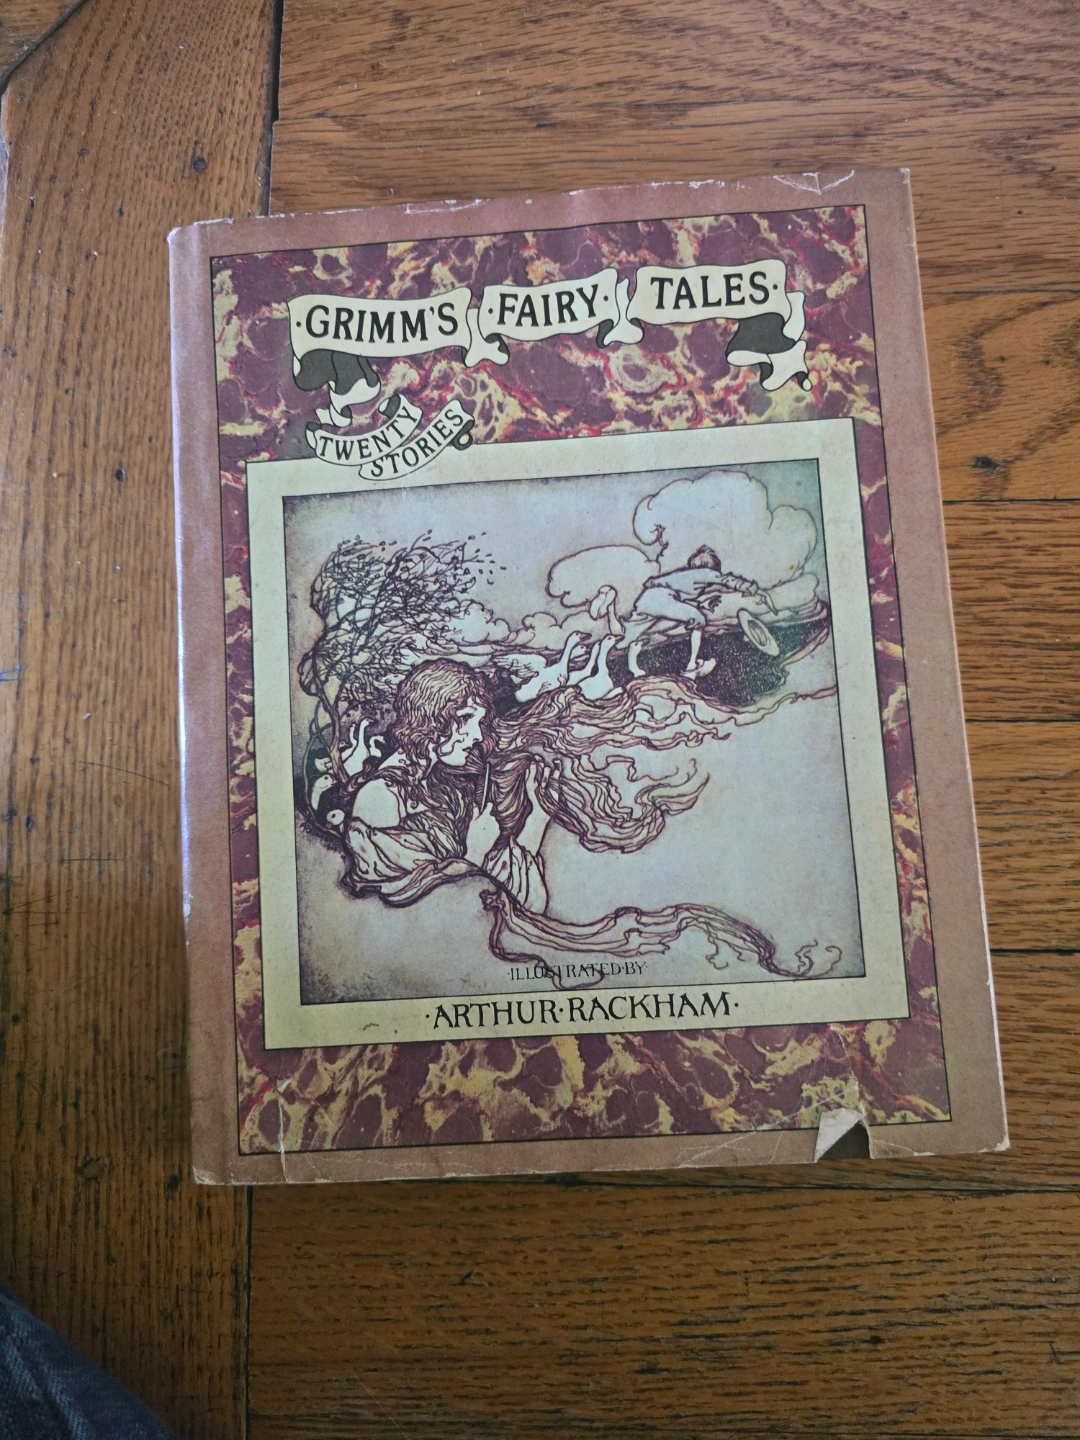 ·GRIMM'S·FAIRY·TALES·
TWENTY
STORIES
·ILLUSTRATED·BY·
·ARTHUR·RACKHAM·